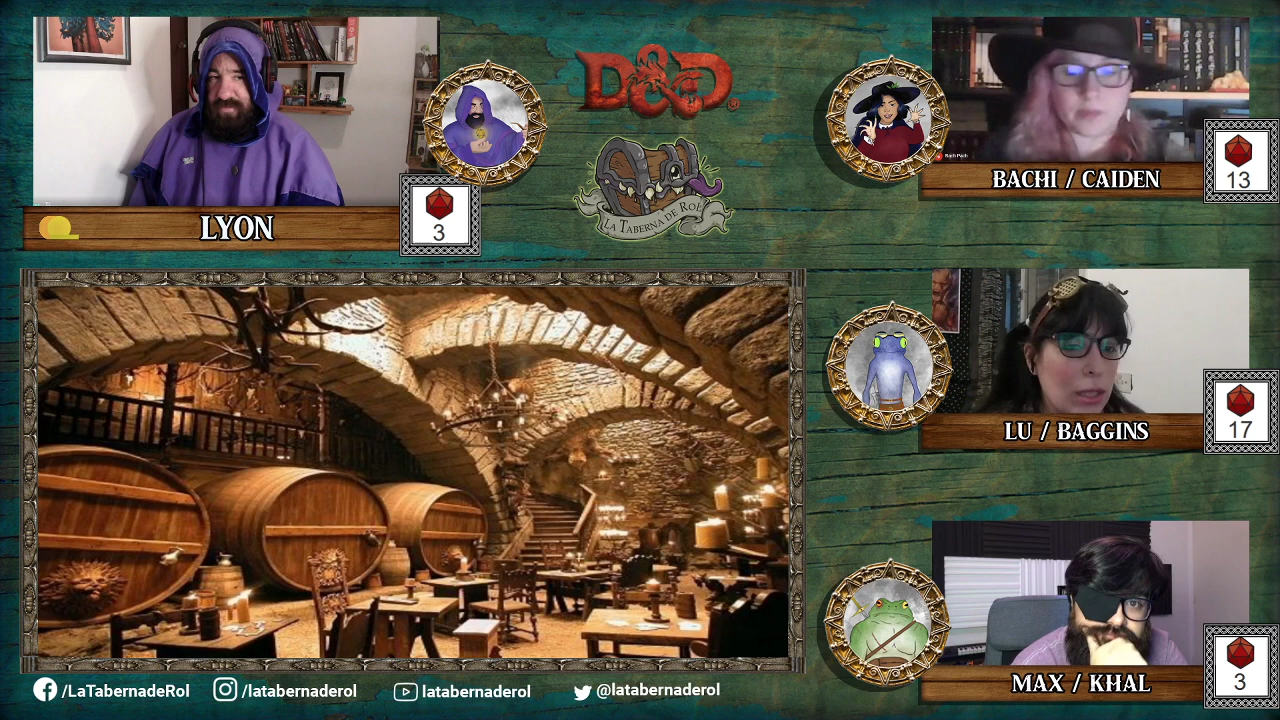 D&D
LA TABERNA DE ROL
LYON
3
BACHI / CAIDEN
13
LU / BAGGINS
17
MAX / KHAL
3
/LaTabernadeRol
/latabernaderol
latabernaderol
@latabernaderol